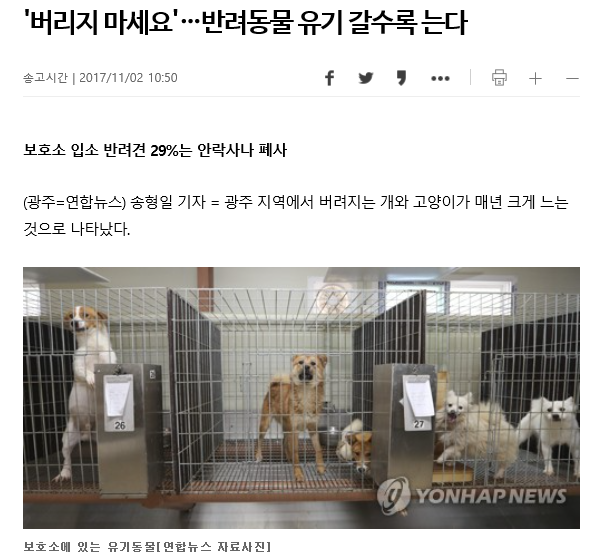 '버리지 마세요'…반려동물 유기 갈수록 는다
송고시간 | 2017/11/02 10:50
보호소 입소 반려견 29%는 안락사나 폐사
(광주=연합뉴스) 송형일 기자 = 광주 지역에서 버려지는 개와 고양이가 매년 크게 느는
것으로 나타났다.
26
27
YONHAP NEWS
보호소에 있는 유기동물[연합뉴스 자료사진]